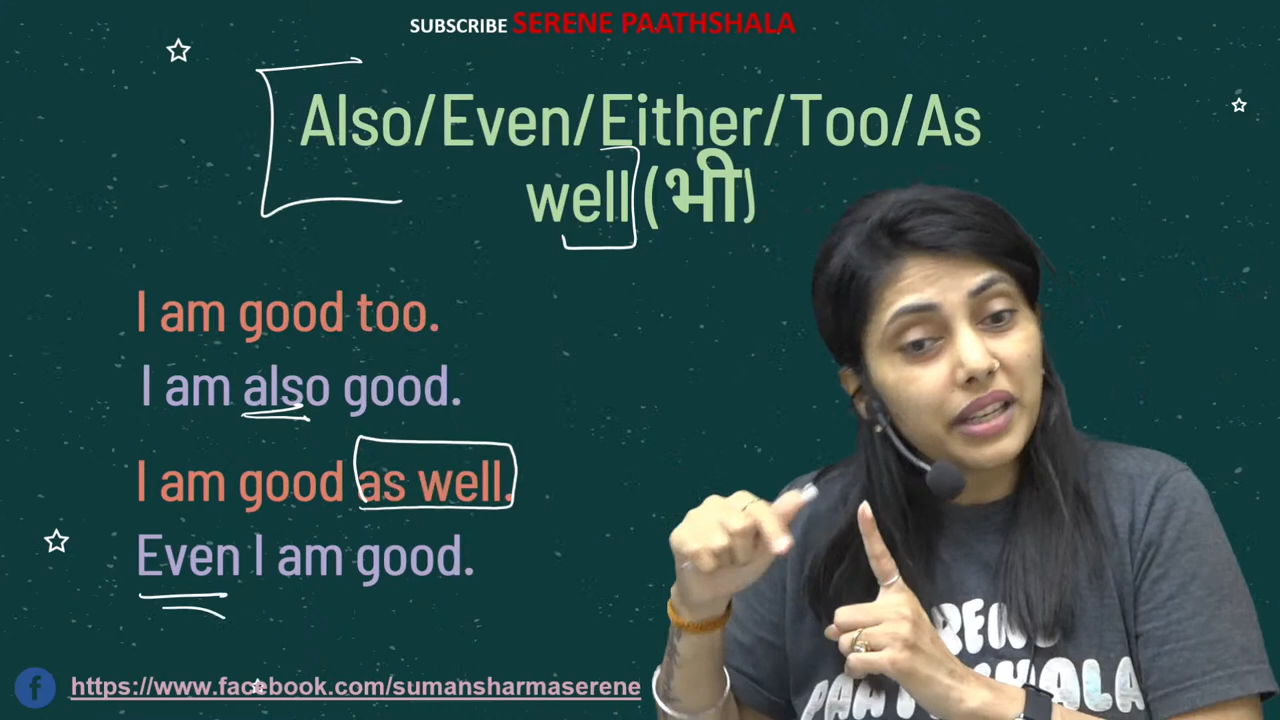 SUBSCRIBE SERENE PAATHSHALA
Also/Even/Either/Too/As
well (भी)
I am good too.
I am also good.
I am good as well.
Even I am good.
https://www.facebook.com/sumansharmaserene